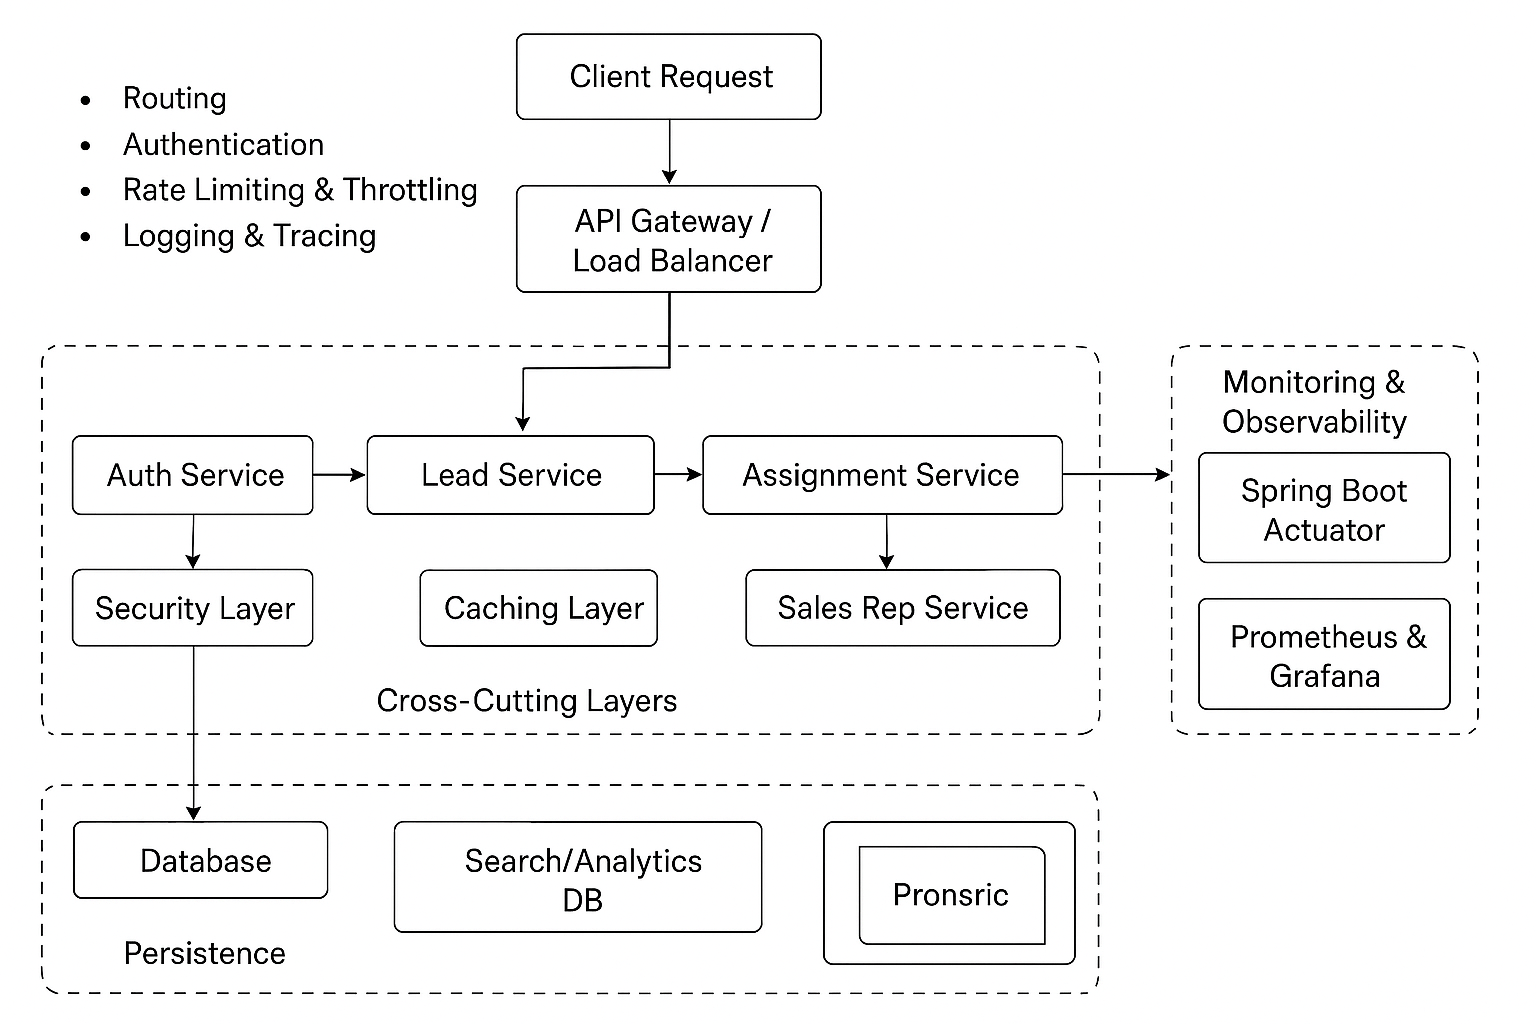 Client Request
• Routing
• Authentication
• Rate Limiting & Throttling
• Logging & Tracing
API Gateway /
Load Balancer
Auth Service
Lead Service
Assignment Service
Security Layer
Caching Layer
Sales Rep Service
Cross-Cutting Layers
Monitoring &
Observability
Spring Boot
Actuator
Prometheus &
Grafana
Database
Search/Analytics
DB
Pronsric
Persistence